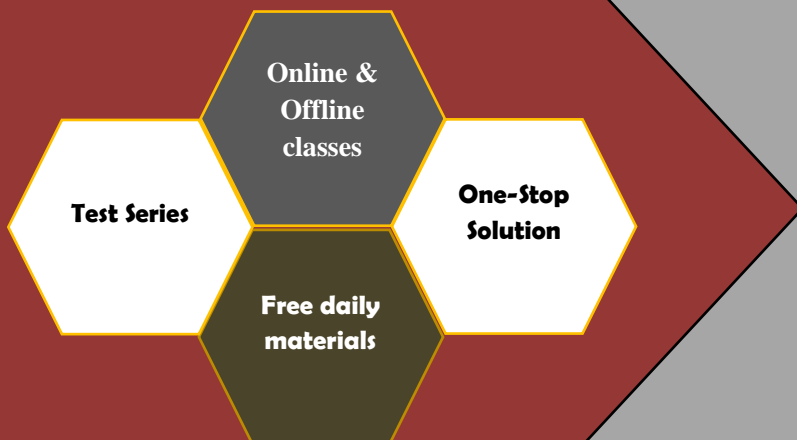 Online &
Offline
classes
Test Series
One-Stop
Solution
Free daily
materials